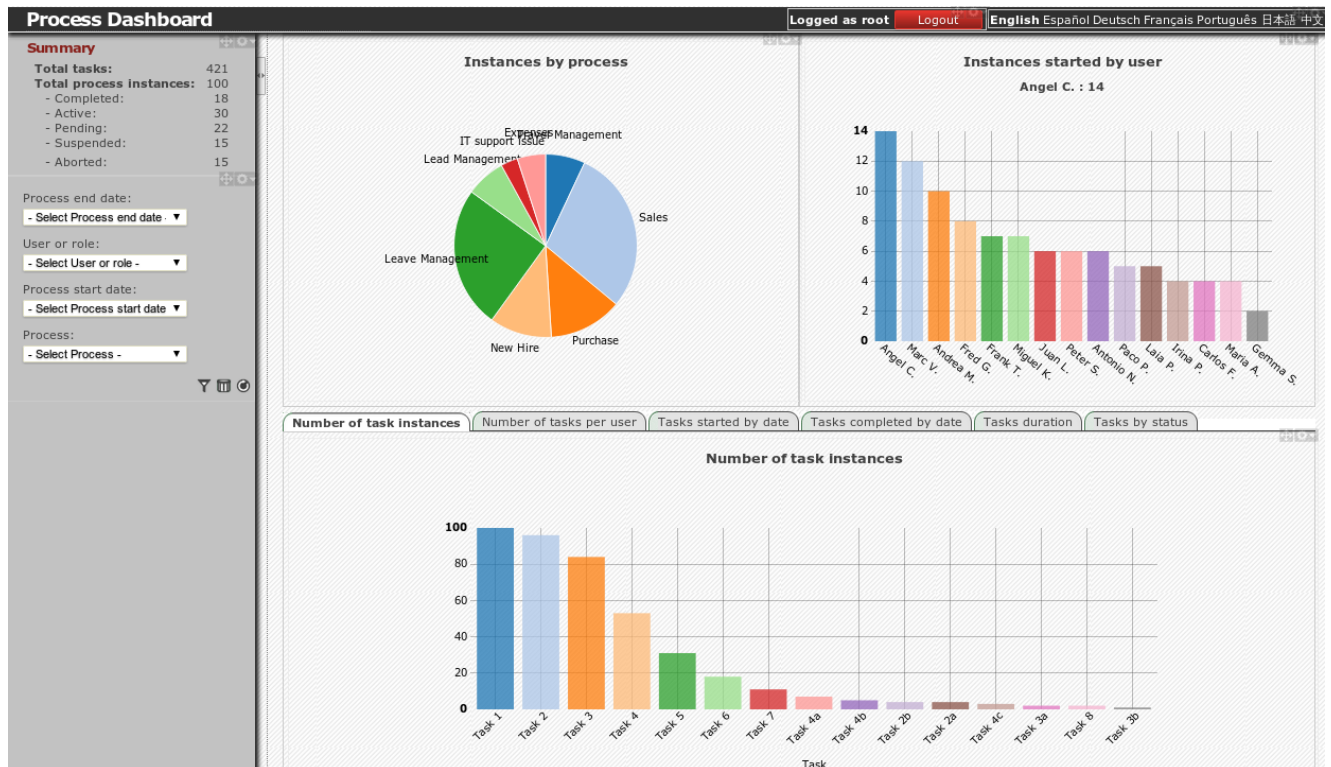 Process Dashboard
Logged as root Logout English Español Deutsch Français Português 日本語 中文
Summary
Total tasks: 421
Total process instances: 100
- Completed: 18
- Active: 30
- Pending: 22
- Suspended: 15
- Aborted: 15
Process end date:
- Select Process end date -
User or role:
- Select User or role -
Process start date:
- Select Process start date
Process:
- Select Process -
Instances by process
Expenses
Travel Management
IT support Issue
Lead Management
Sales
Leave Management
Purchase
New Hire
Instances started by user
Angel C. : 14
14
12
10
8
6
4
2
0
Angel C. Marc V. Andrea M. Fred G. Frank T. Miguel K. Juan L. Peter S. Antonio N. Paco P. Laia P. Irina P. Carlos F. Maria A. Gemma S.
Number of task instances Number of tasks per user Tasks started by date Tasks completed by date Tasks duration Tasks by status
Number of task instances
100
80
60
40
20
0
Task 1 Task 2 Task 3 Task 4 Task 5 Task 6 Task 7 Task 4a Task 4b Task 2b Task 2a Task 4c Task 3a Task 8 Task 3b
Task